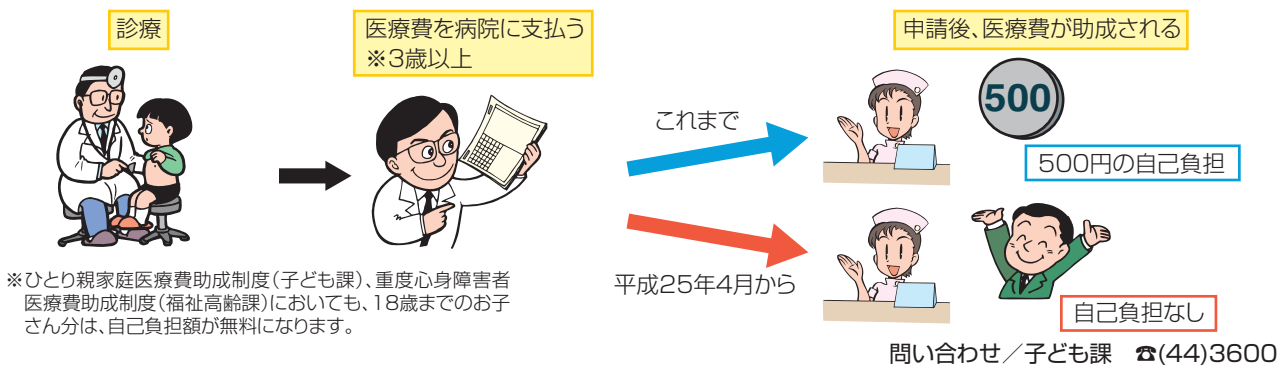 診療
医療費を病院に支払う
※3歳以上
申請後、医療費が助成される
これまで
500
500円の自己負担
平成25年4月から
自己負担なし
※ひとり親家庭医療費助成制度(子ども課)、重度心身障害者
医療費助成制度(福祉高齢課)においても、18歳までのお子
さん分は、自己負担額が無料になります。
問い合わせ／子ども課　☎(44)3600